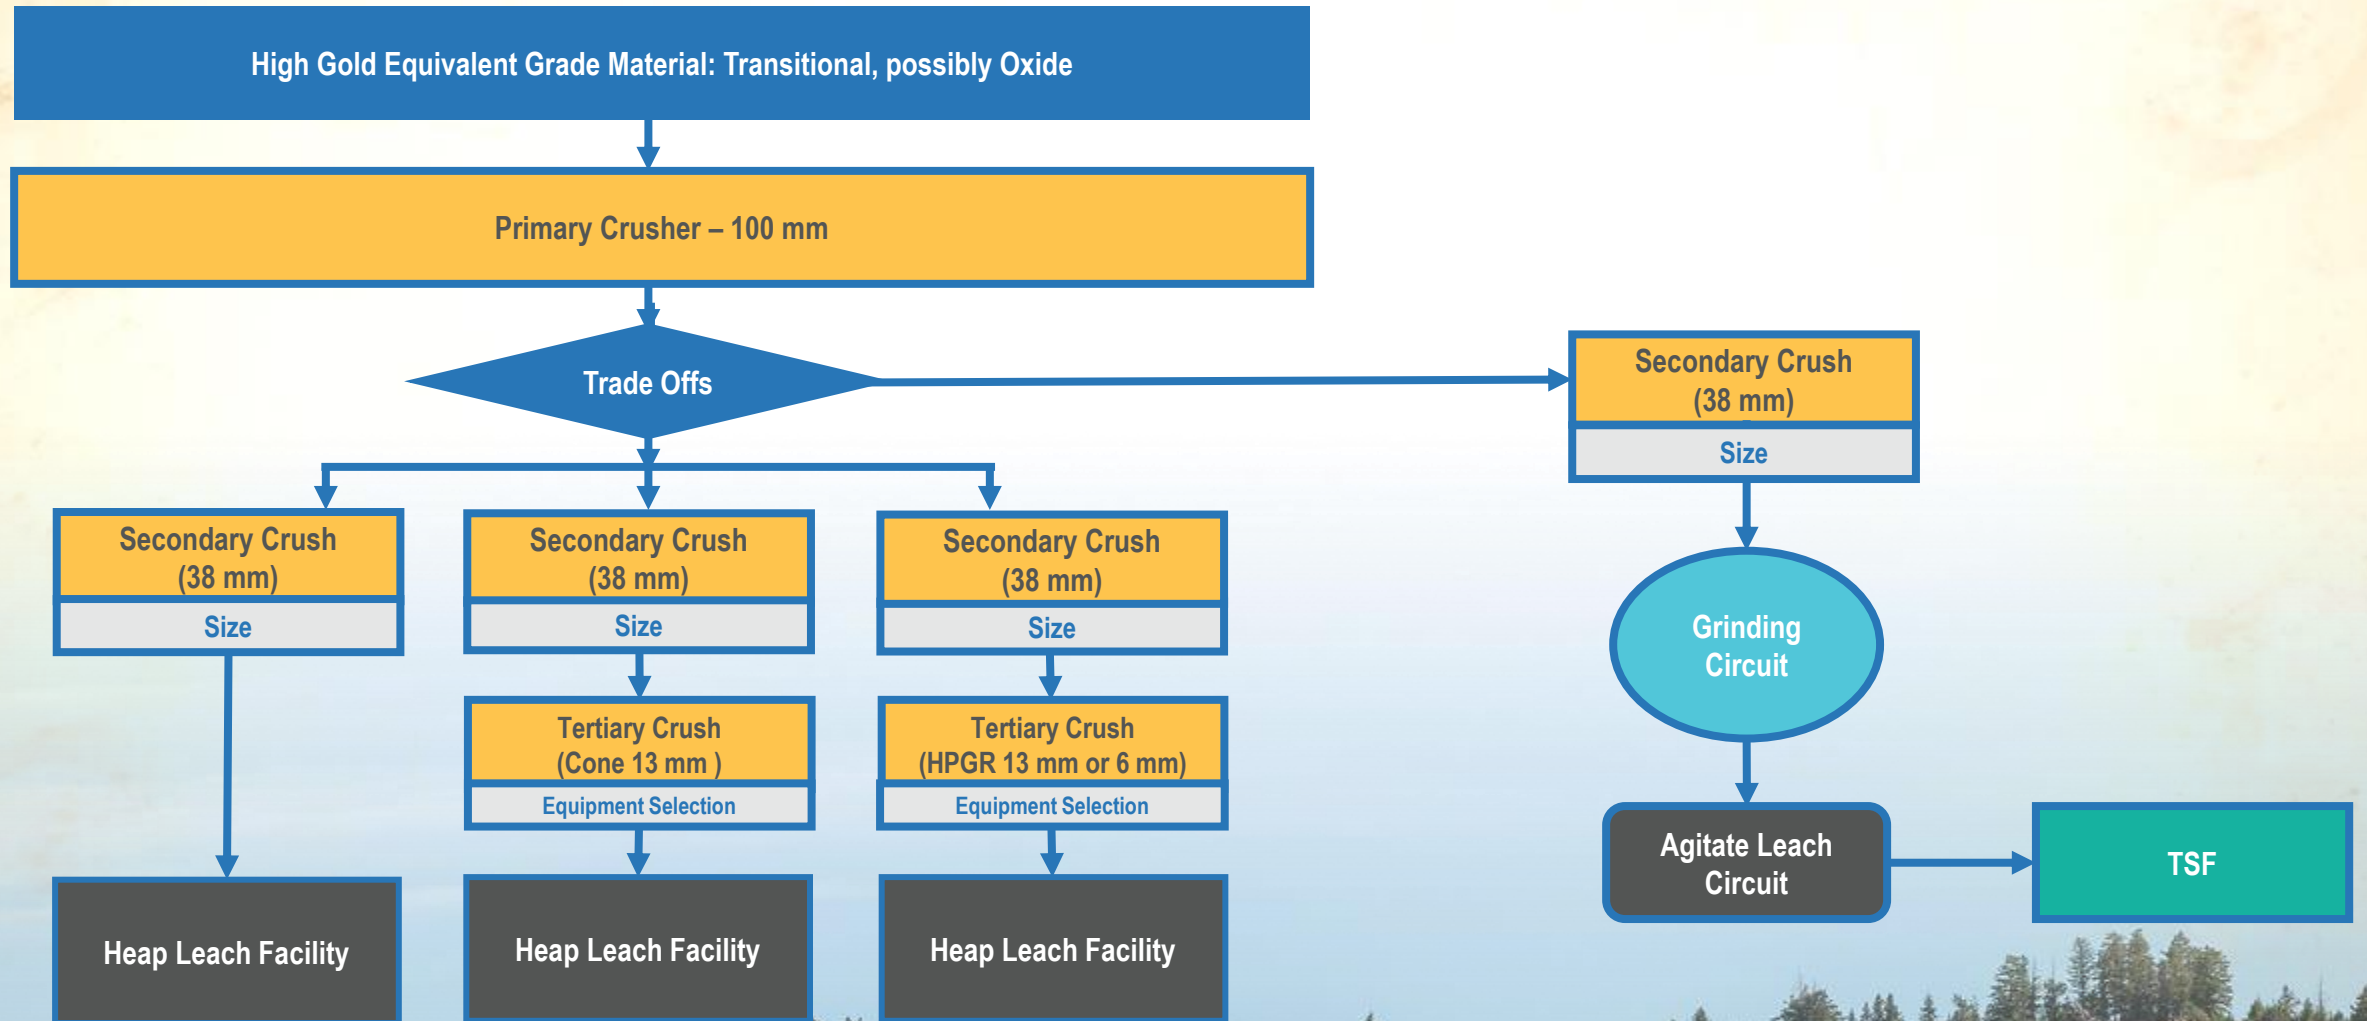 High Gold Equivalent Grade Material: Transitional, possibly Oxide
Primary Crusher – 100 mm
Trade Offs
Secondary Crush
(38 mm)
Size
Secondary Crush
(38 mm)
Size
Secondary Crush
(38 mm)
Size
Secondary Crush
(38 mm)
Size
Tertiary Crush
(Cone 13 mm )
Equipment Selection
Tertiary Crush
(HPGR 13 mm or 6 mm)
Equipment Selection
Grinding
Circuit
Heap Leach Facility
Heap Leach Facility
Heap Leach Facility
Agitate Leach
Circuit
TSF